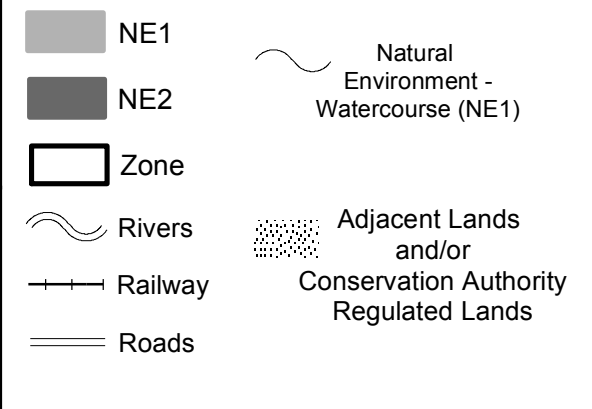 NE1
NE2
Zone
Rivers
Railway
Roads
Natural
Environment -
Watercourse (NE1)
Adjacent Lands
and/or
Conservation Authority
Regulated Lands